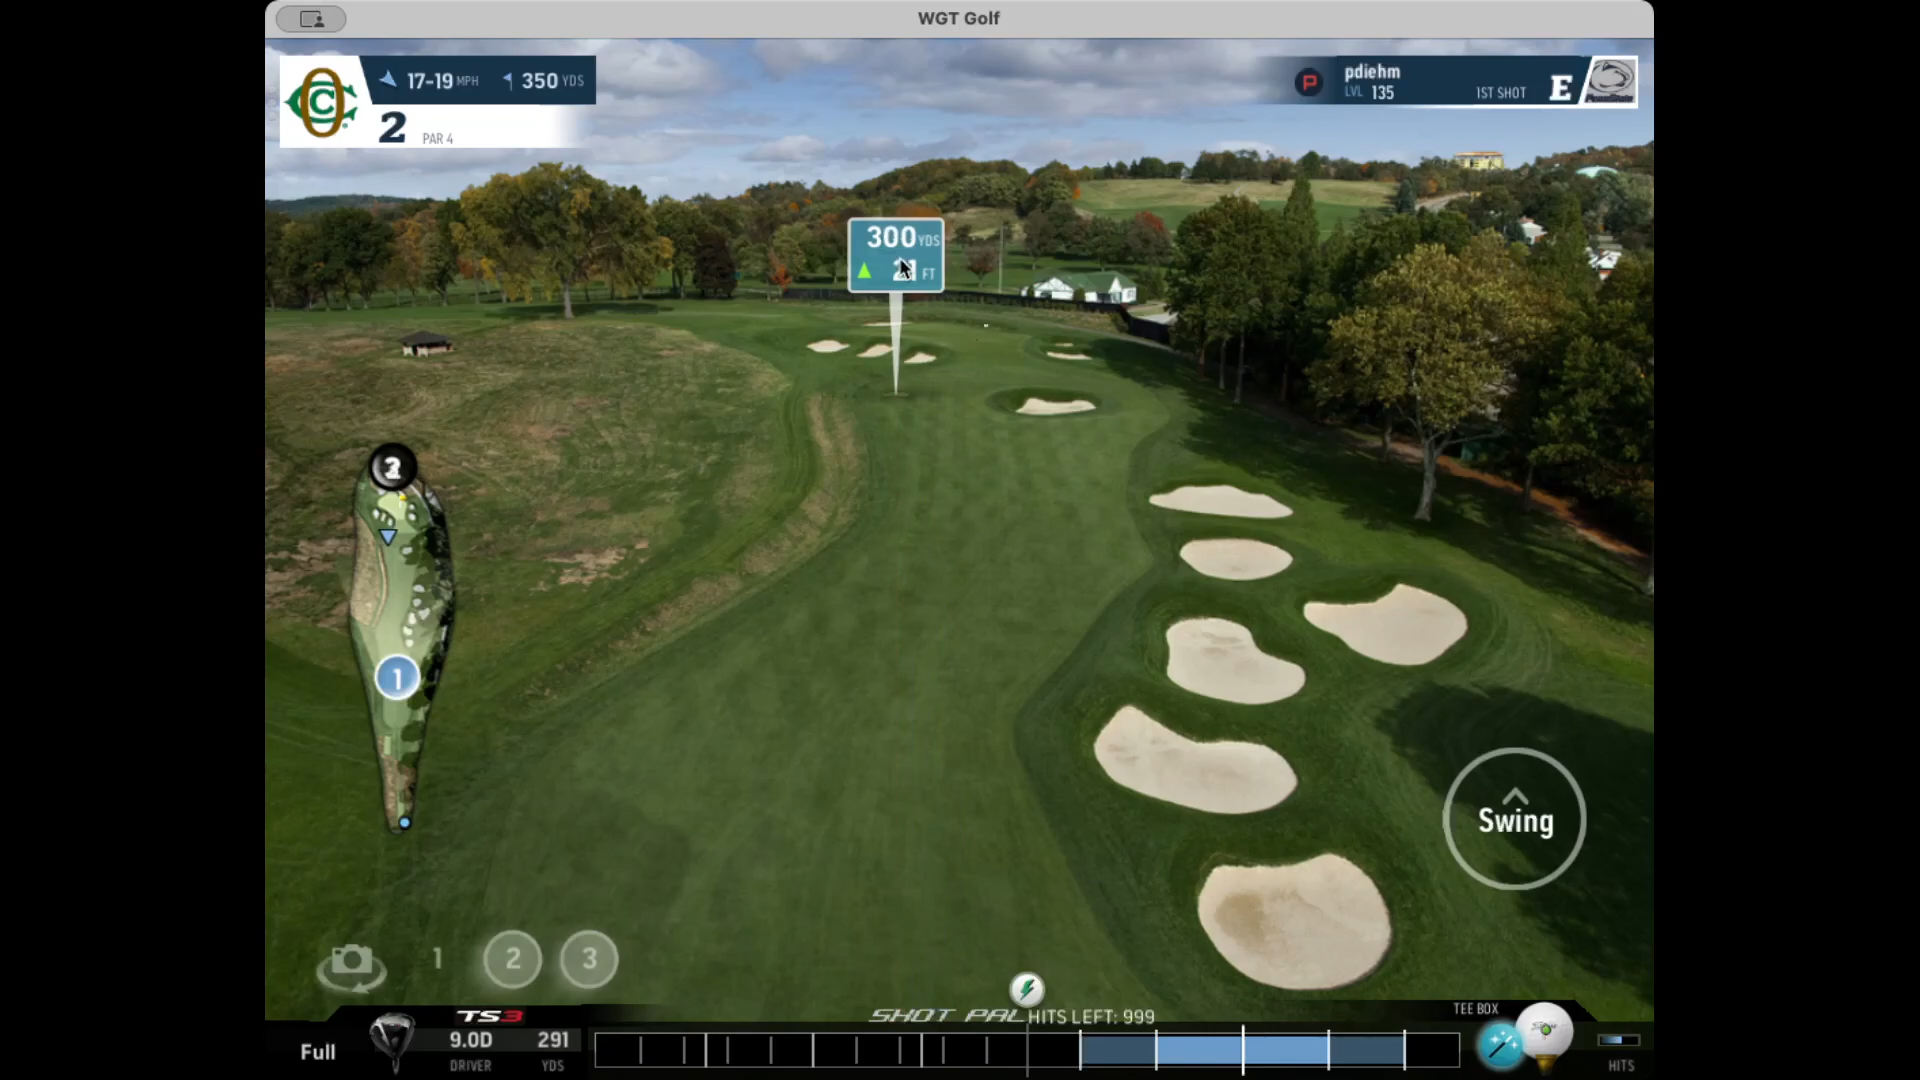 WGT Golf
17-19 MPH 350 YDS
2 PAR 4
P pdiehm
LVL 135 1ST SHOT E
300 YDS
FT
1
Swing
1 2 3
SHOT PAL HITS LEFT: 999
TEE BOX
TS3
Full 9.0D 291
DRIVER YDS
HITS